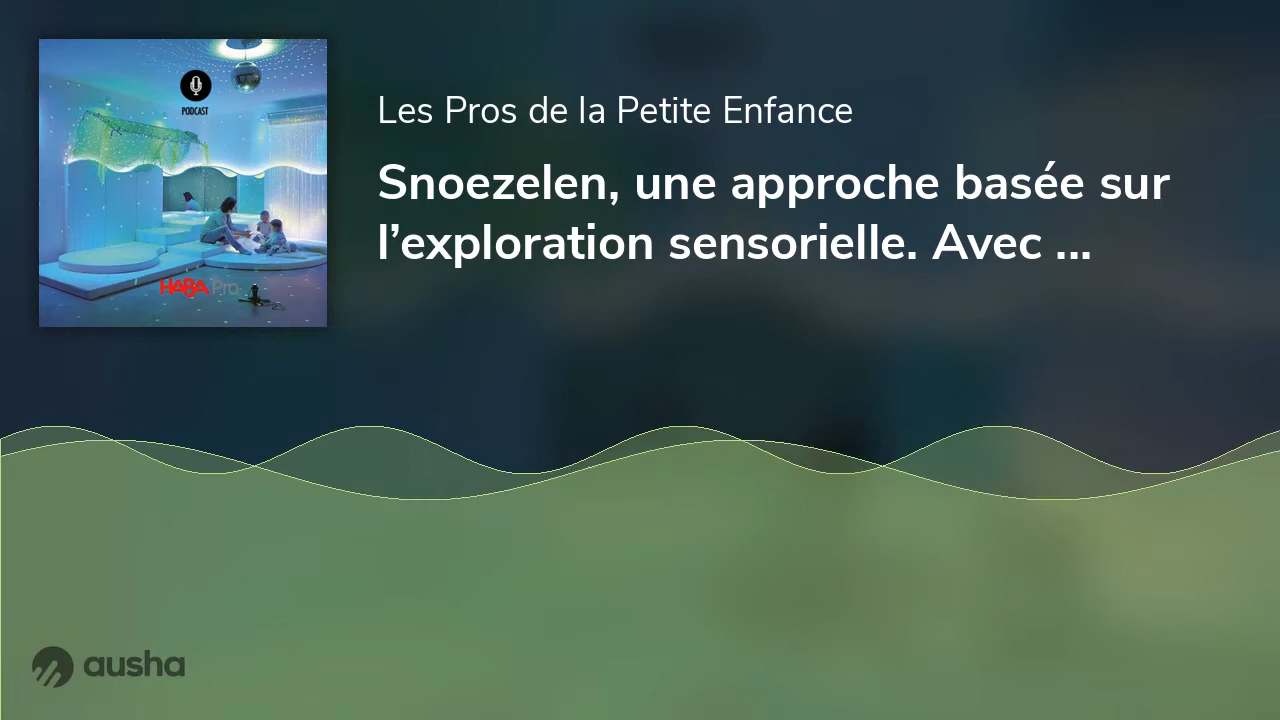 PODCAST
HABA Pro
Les Pros de la Petite Enfance
Snoezelen, une approche basée sur
l’exploration sensorielle. Avec ...
ausha